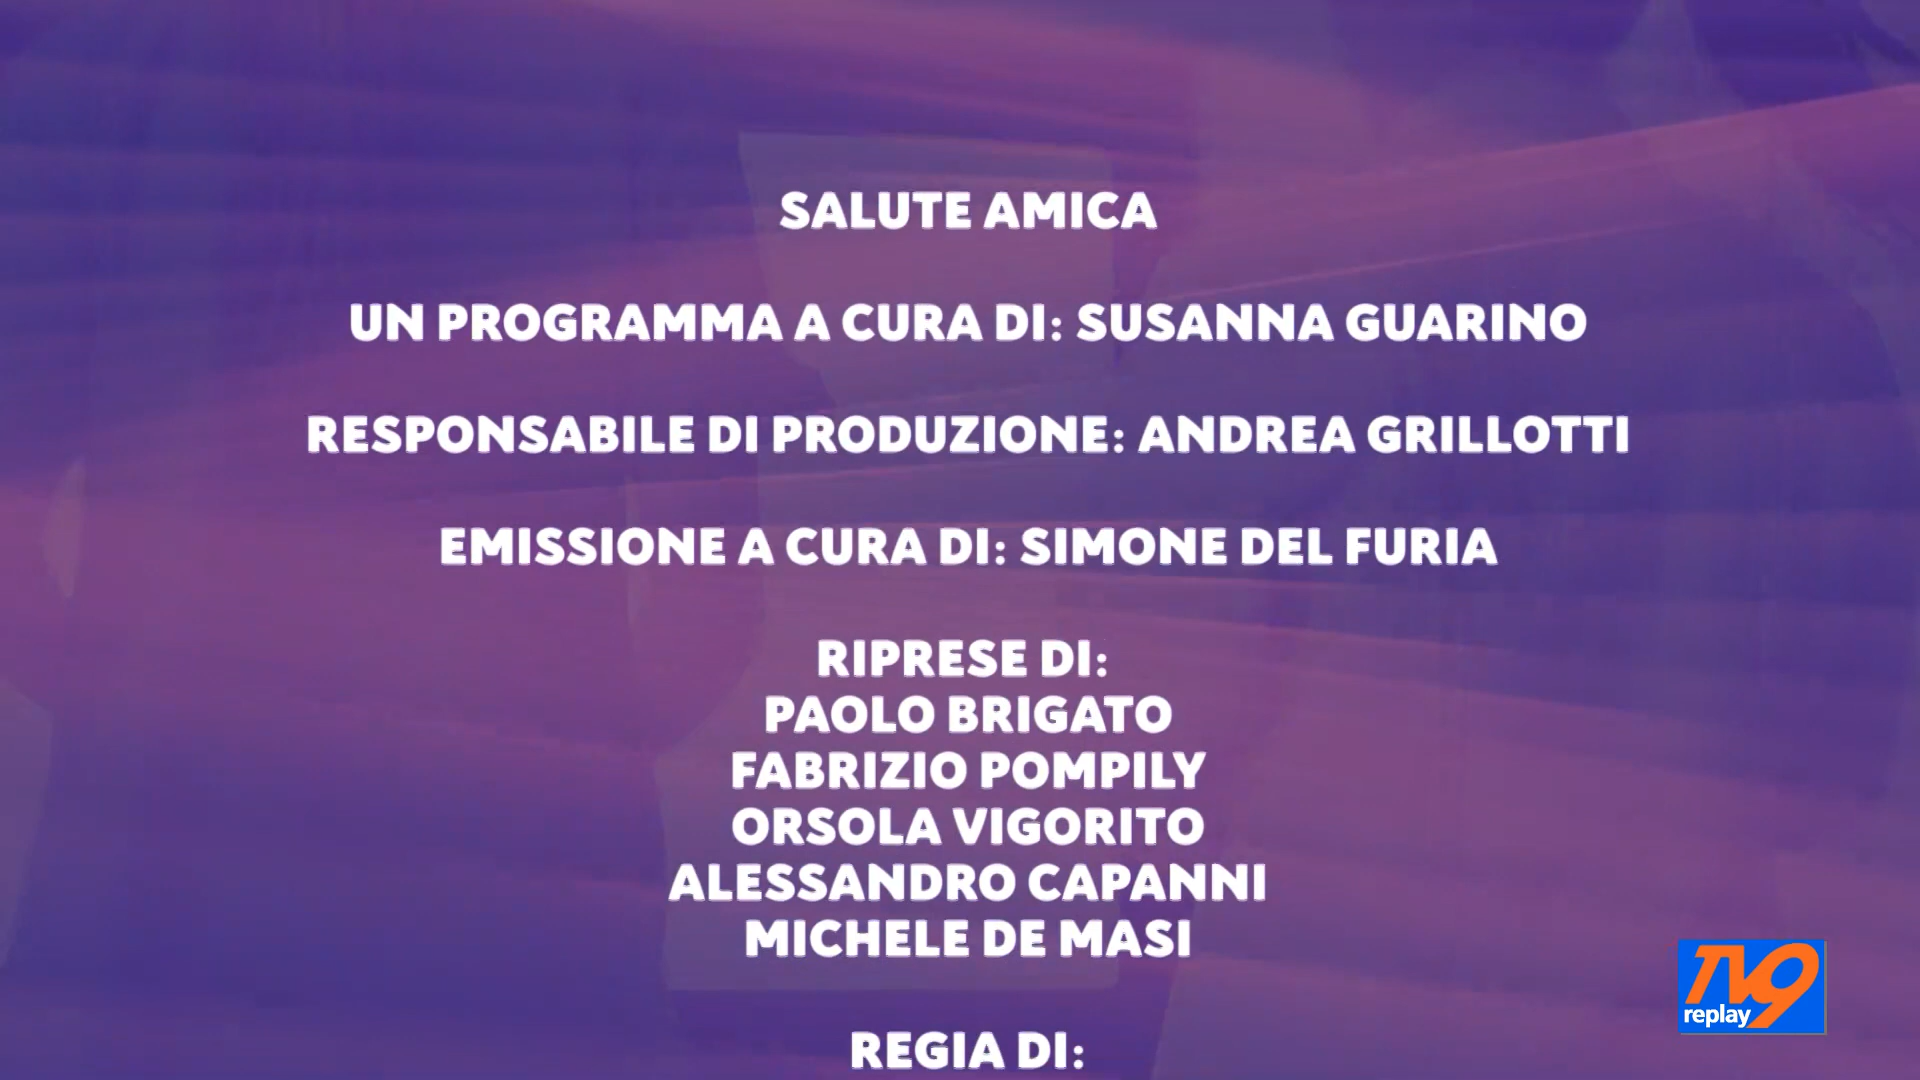 SALUTE AMICA
UN PROGRAMMA A CURA DI: SUSANNA GUARINO
RESPONSABILE DI PRODUZIONE: ANDREA GRILLOTTI
EMISSIONE A CURA DI: SIMONE DEL FURIA
RIPRESE DI:
PAOLO BRIGATO
FABRIZIO POMPILY
ORSOLA VIGORITO
ALESSANDRO CAPANNI
MICHELE DE MASI
REGIA DI:
TV9
replay